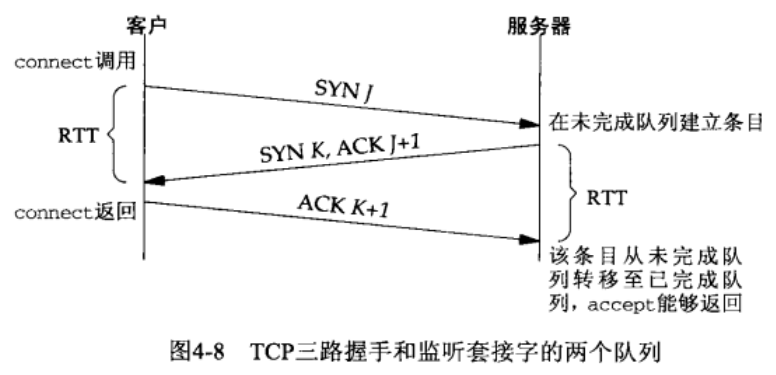 客户
服务器
connect调用
SYN J
在未完成队列建立条目
RTT
SYN K, ACK J+1
RTT
connect返回
ACK K+1
该条目从未完成队
列转移至已完成队
列，accept能够返回
图4-8 TCP三路握手和监听套接字的两个队列